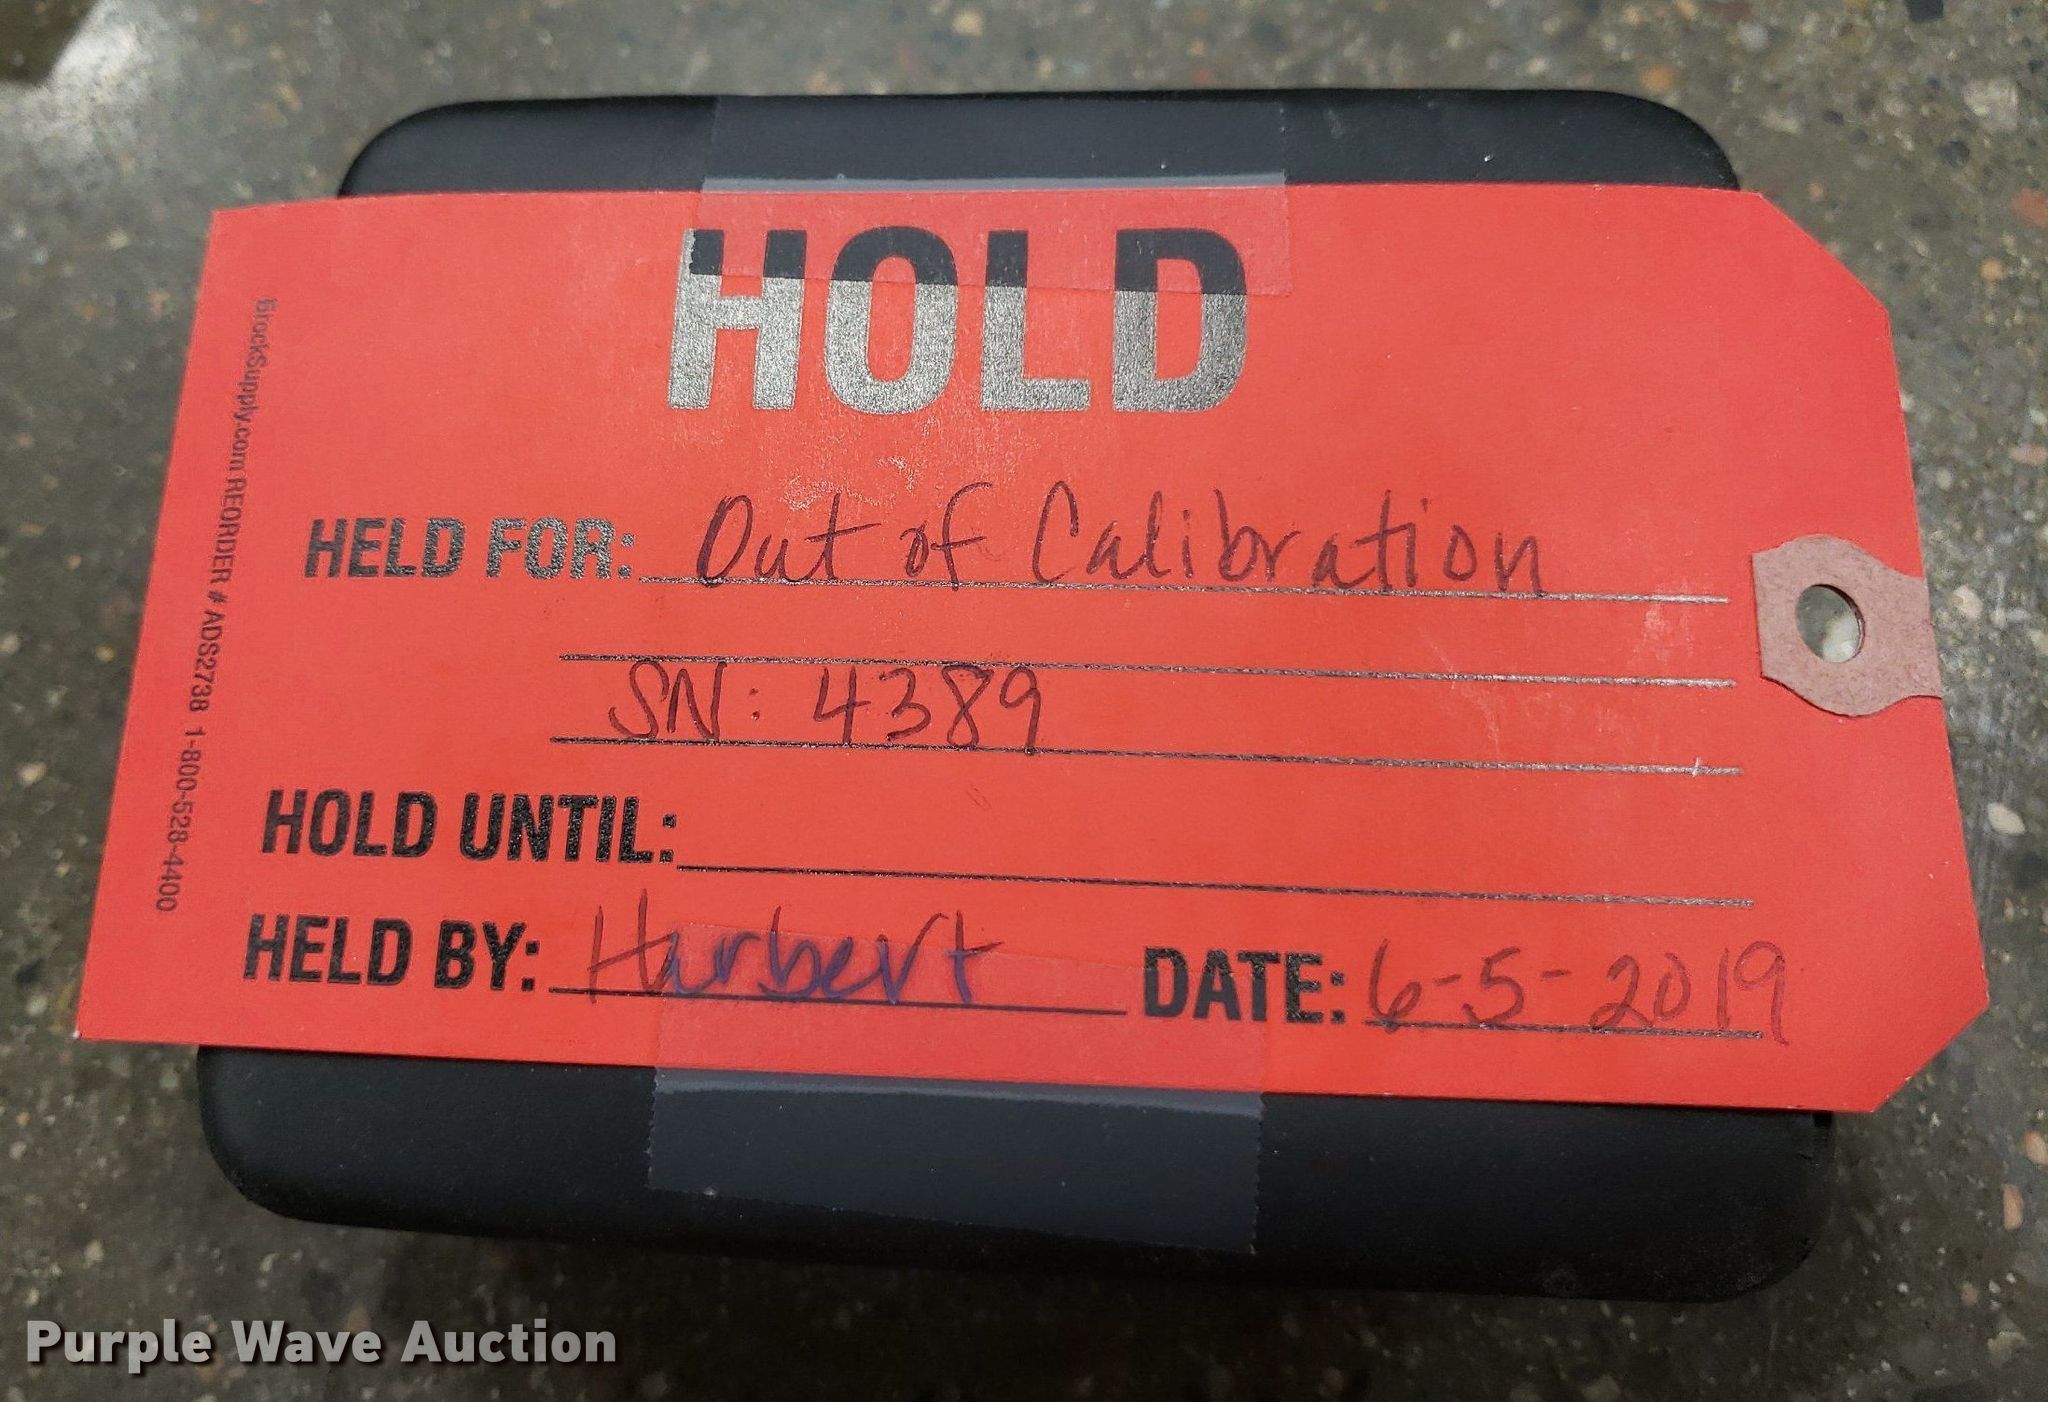 HOLD
HELD FOR: Out of Calibration
SN: 4389
HOLD UNTIL:
HELD BY: Harbert DATE: 6-5-2019
BrockSupply.com REORDER # ADS2738 1-800-528-4400
Purple Wave Auction